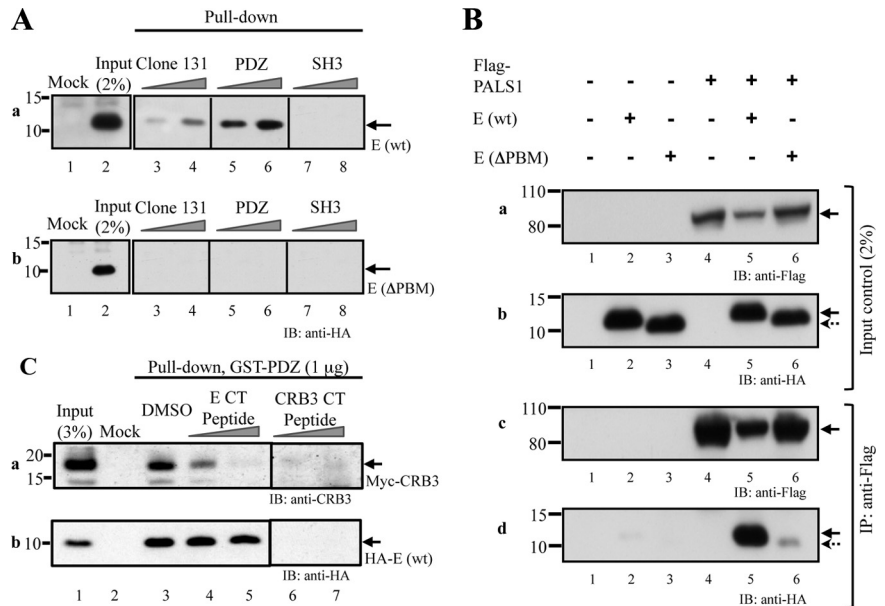 A
Pull-down
Mock
Input (2%)
Clone 131
PDZ
SH3
a
15
10
E (wt)
1 2 3 4 5 6 7 8
Mock
Input (2%)
Clone 131
PDZ
SH3
b
15
10
E (ΔPBM)
1 2 3 4 5 6 7 8
IB: anti-HA
C
Pull-down, GST-PDZ (1 µg)
Input (3%)
Mock
DMSO
E CT Peptide
CRB3 CT Peptide
a
20
15
Myc-CRB3
IB: anti-CRB3
b
10
HA-E (wt)
IB: anti-HA
1 2 3 4 5 6 7
B
Flag-PALS1 - - - + + +
E (wt) - + - - + -
E (ΔPBM) - - + - - +
a
110
80
1 2 3 4 5 6
IB: anti-Flag
b
15
10
1 2 3 4 5 6
IB: anti-HA
Input control (2%)
c
110
80
1 2 3 4 5 6
IB: anti-Flag
d
15
10
1 2 3 4 5 6
IB: anti-HA
IP: anti-Flag